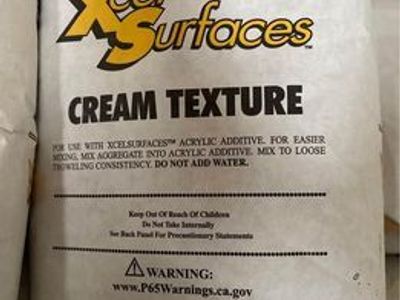 Xcel
Surfaces™
CREAM TEXTURE
FOR USE WITH XCELSURFACES™ ACRYLIC ADDITIVE. FOR EASIER
MIXING, MIX AGGREGATE INTO ACRYLIC ADDITIVE. MIX TO LOOSE
TROWELING CONSISTENCY. DO NOT ADD WATER.
Keep Out Of Reach Of Children
Do Not Take Internally
See Back Panel For Precautionary Statements
WARNING:
www.P65Warnings.ca.gov